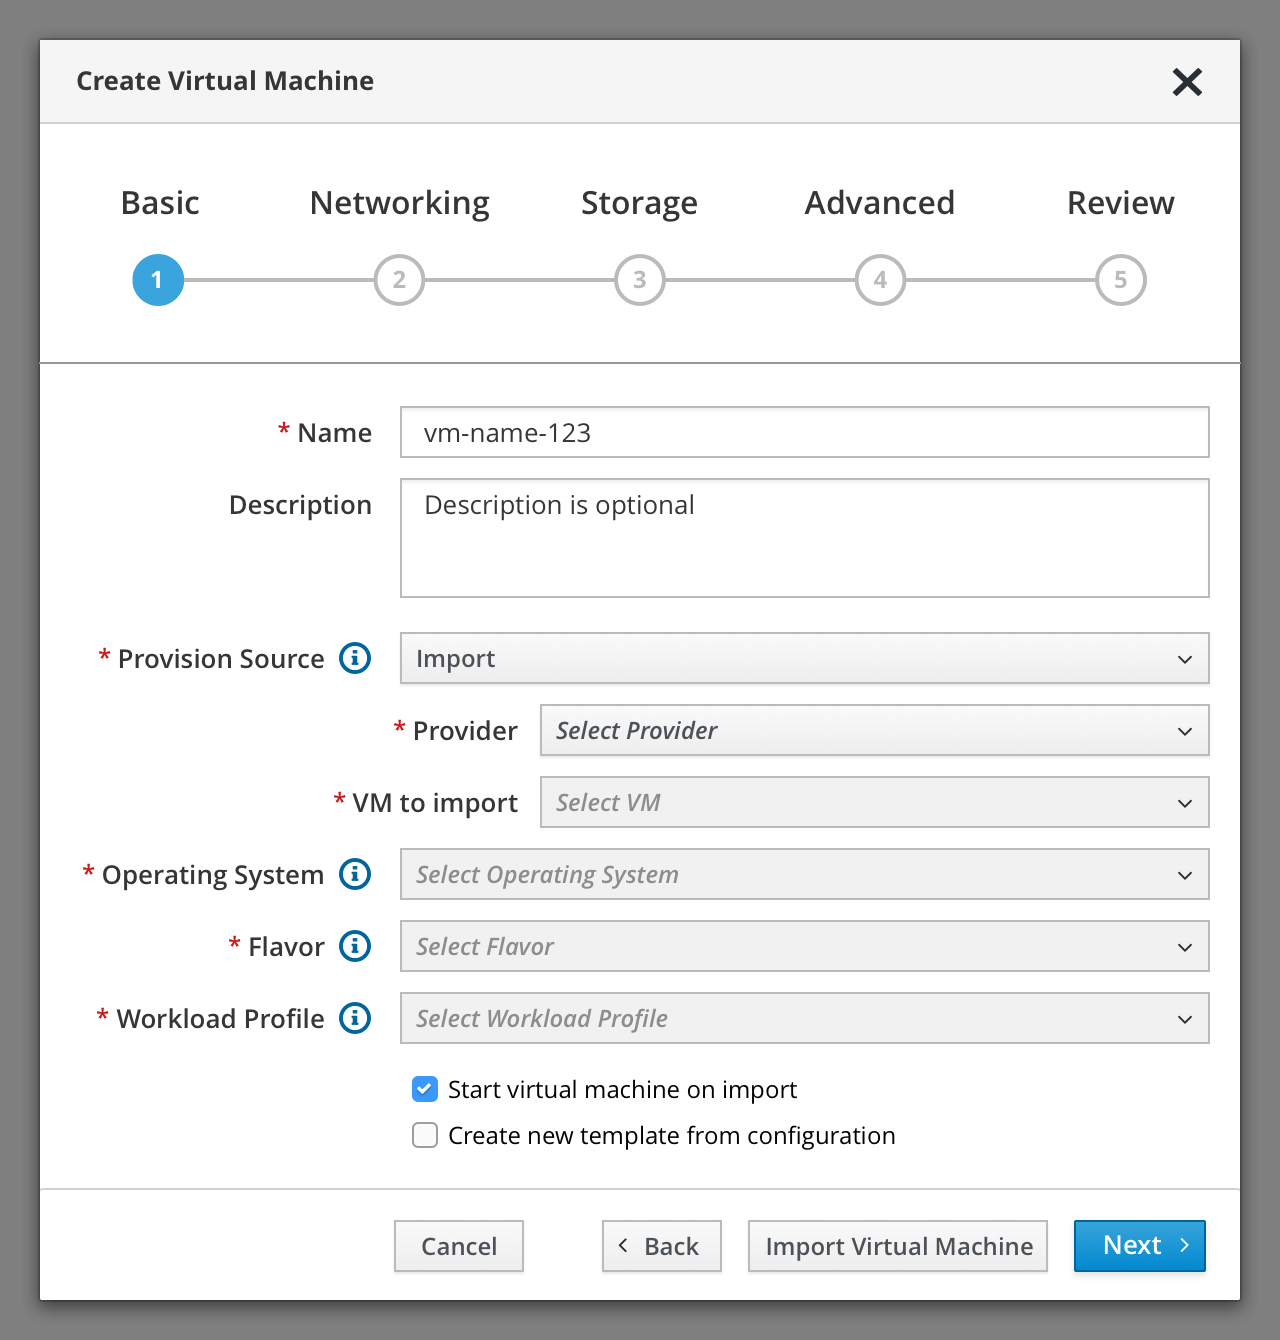 Create Virtual Machine
Basic Networking Storage Advanced Review
1 2 3 4 5
* Name vm-name-123
Description Description is optional
* Provision Source Import
* Provider Select Provider
* VM to import Select VM
* Operating System Select Operating System
* Flavor Select Flavor
* Workload Profile Select Workload Profile
Start virtual machine on import
Create new template from configuration
Cancel Back Import Virtual Machine Next